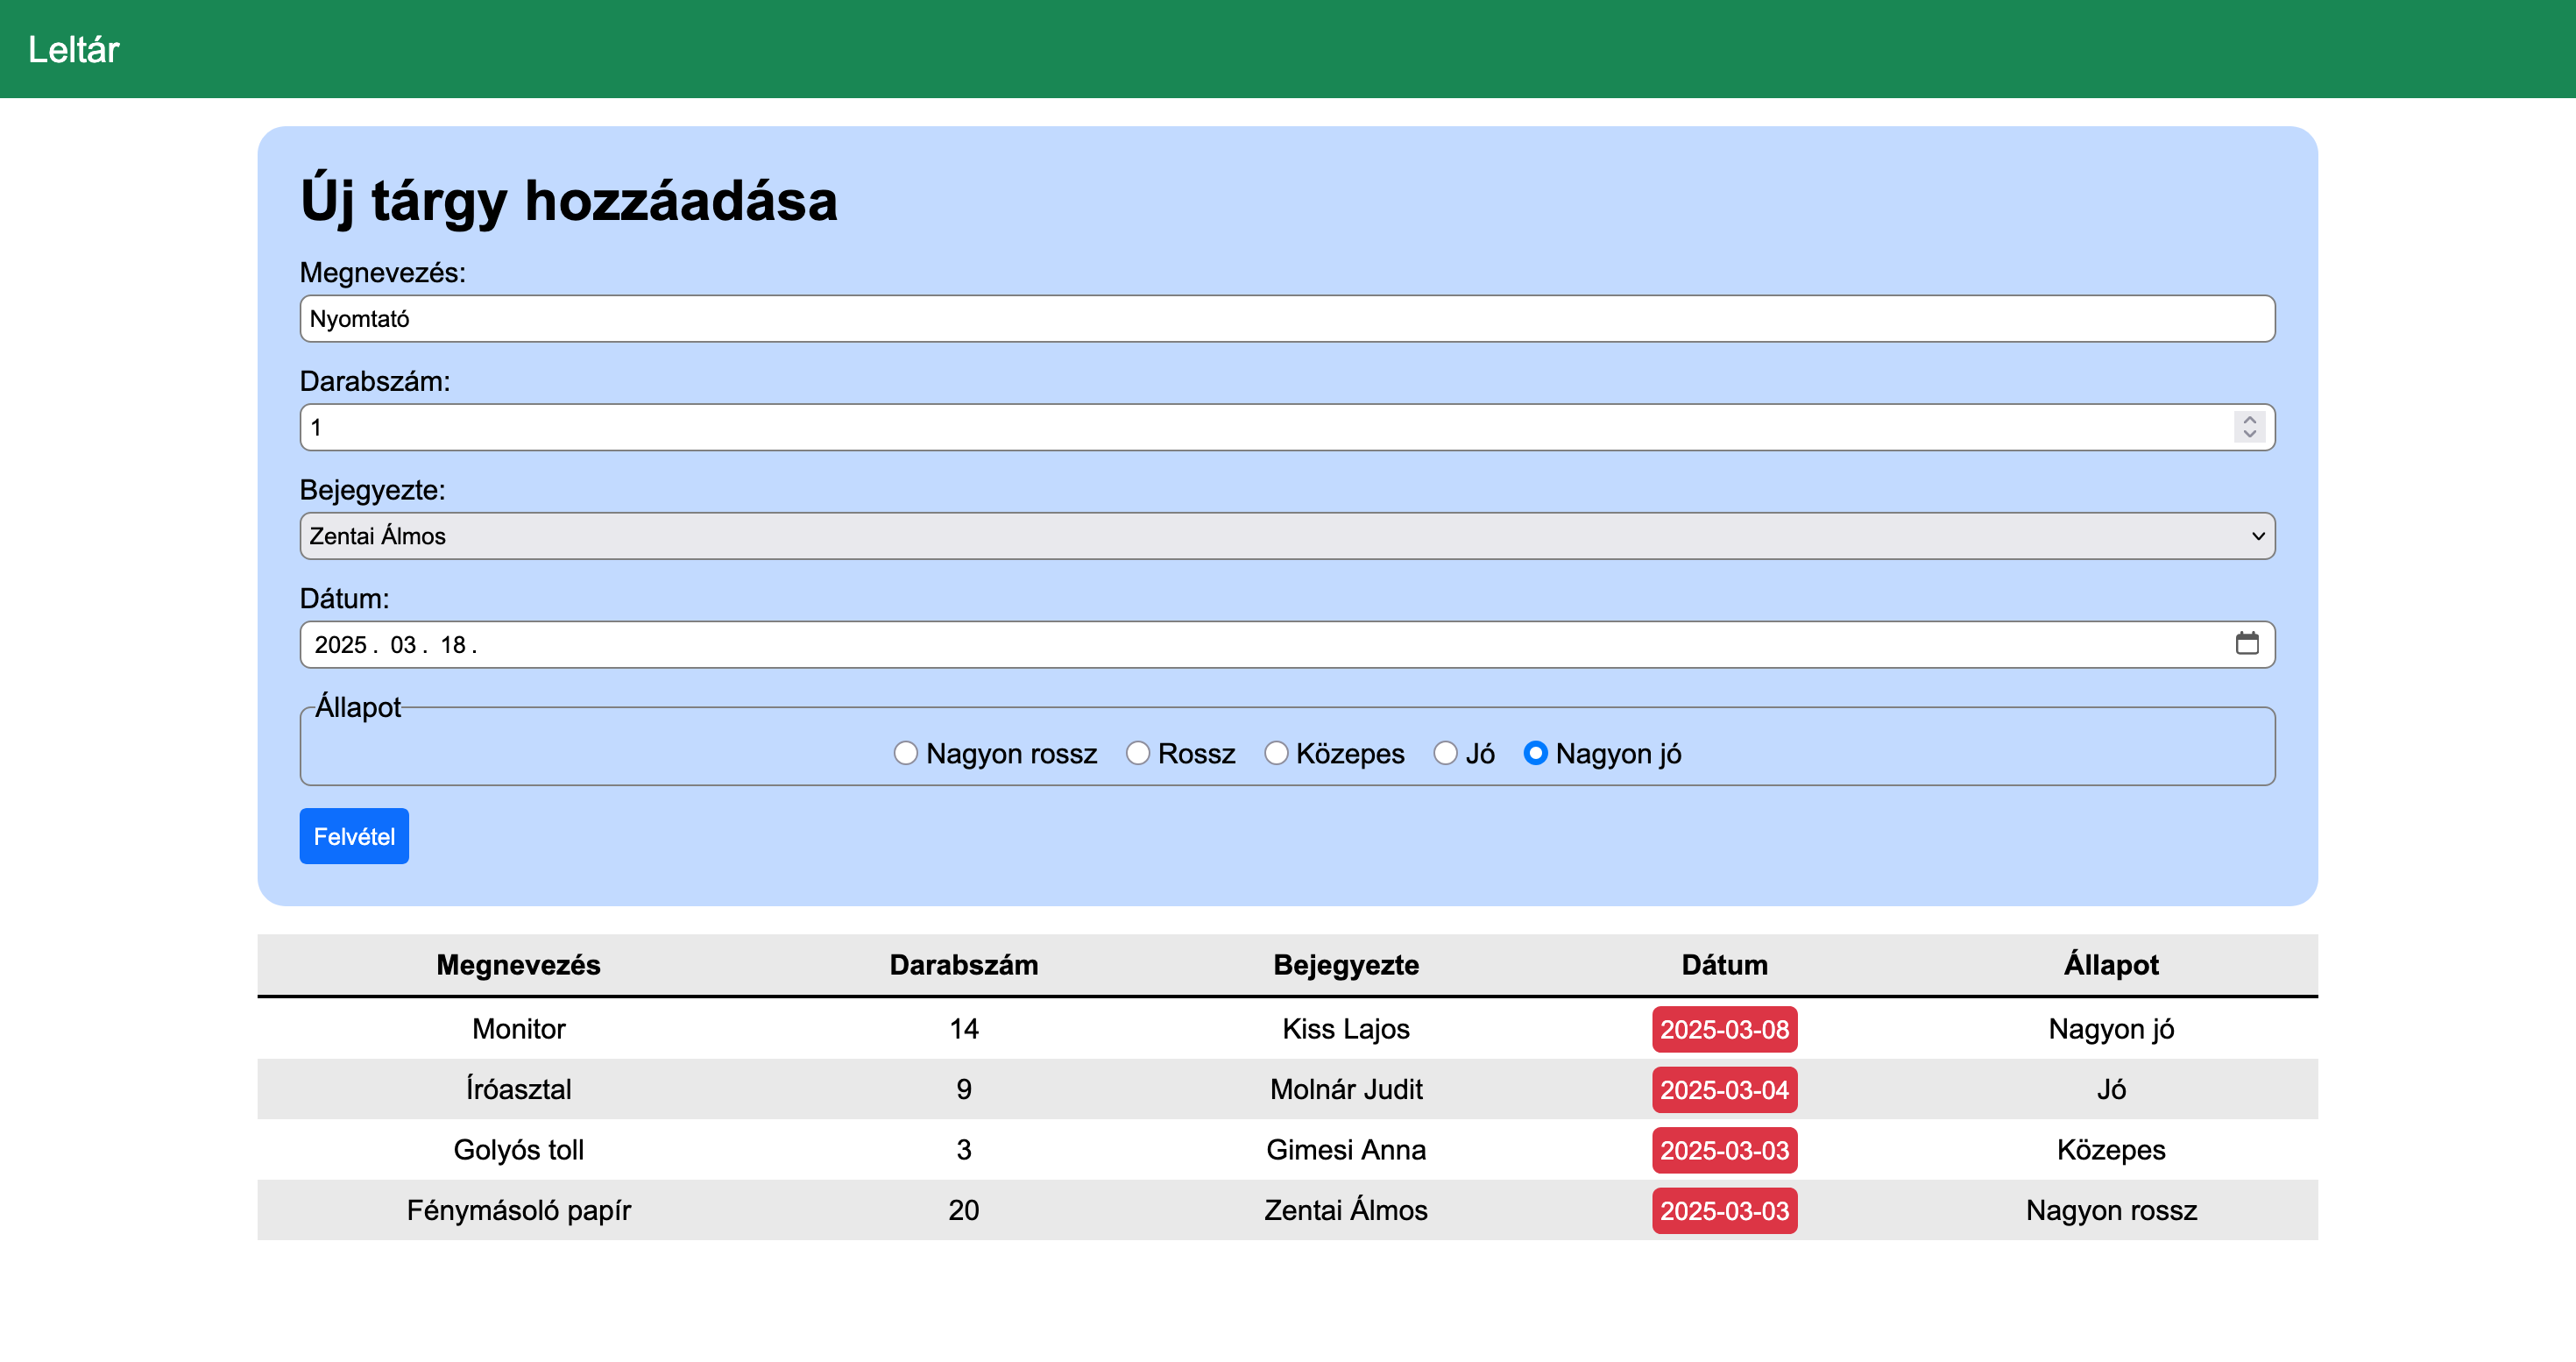 Leltár
Új tárgy hozzáadása
Megnevezés:
Nyomtató
Darabszám:
1
Bejegyezte:
Zentai Álmos
Dátum:
2025. 03. 18.
Állapot
Nagyon rossz Rossz Közepes Jó Nagyon jó
Felvétel
Megnevezés Darabszám Bejegyezte Dátum Állapot
Monitor 14 Kiss Lajos 2025-03-08 Nagyon jó
Íróasztal 9 Molnár Judit 2025-03-04 Jó
Golyós toll 3 Gimesi Anna 2025-03-03 Közepes
Fénymásoló papír 20 Zentai Álmos 2025-03-03 Nagyon rossz